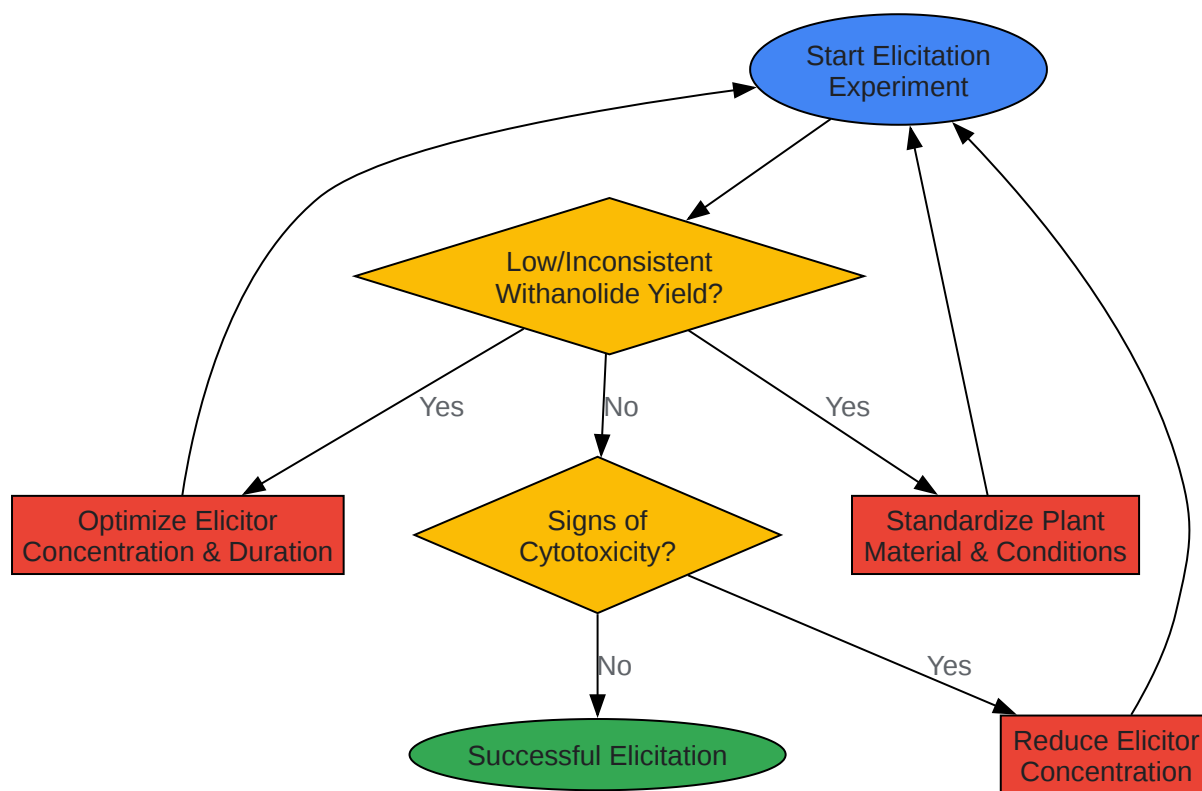 Start Elicitation
Experiment
Low/Inconsistent
Withanolide Yield?
Yes
No
Yes
Optimize Elicitor
Concentration & Duration
Signs of
Cytotoxicity?
Standardize Plant
Material & Conditions
No
Yes
Successful Elicitation
Reduce Elicitor
Concentration